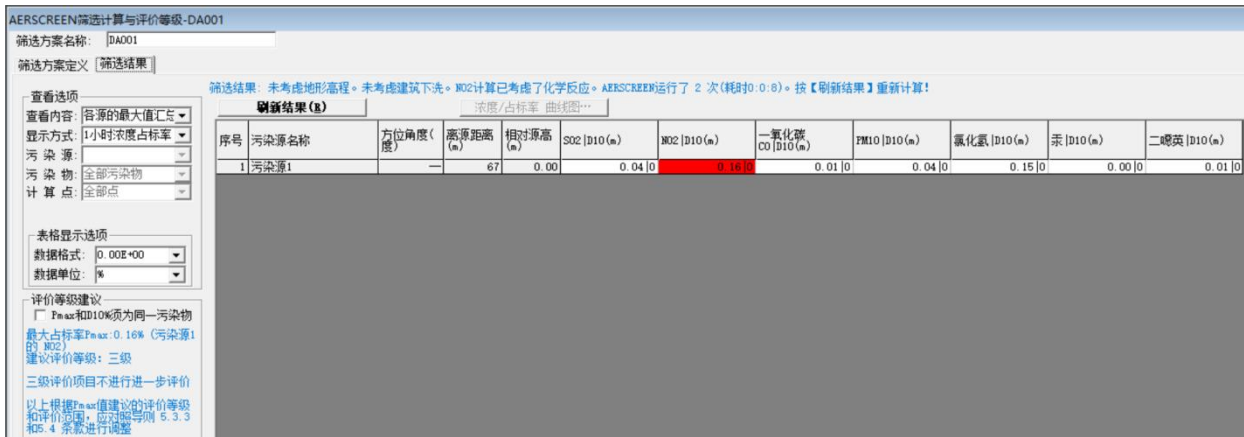 AERSCREEN筛选计算与评价等级-DA001
筛选方案名称: DA001
筛选方案定义 筛选结果
筛选结果: 未考虑地形高程。未考虑建筑下洗。NO2计算已考虑了化学反应。AERSCREEN运行了 2 次(耗时0:0:8)。按【刷新结果】重新计算!
查看选项
查看内容: 各源的最大值汇总
显示方式: 1小时浓度占标率
污 染 源:
污 染 物: 全部污染物
计 算 点: 全部点
表格显示选项
数据格式: 0.00E+00
数据单位: %
评价等级建议
Pmax和D10%须为同一污染物
最大占标率Pmax:0.16% (污染源1
的 NO2)
建议评价等级: 三级
三级评价项目不进行进一步评价
以上根据Pmax值建议的评价等级
和评价范围, 应对照导则 5.3.3
和5.4 条款进行调整
刷新结果(R) 浓度/占标率 曲线图…
序号 污染源名称 方位角度(度) 离源距离(m) 相对源高(m) SO2|D10(m) NO2|D10(m) 一氧化碳CO|D10(m) PM10|D10(m) 氯化氢|D10(m) 汞|D10(m) 二噁英|D10(m)
1 污染源1 — 67 0.00 0.04|0 0.16|0 0.01|0 0.04|0 0.15|0 0.00|0 0.01|0